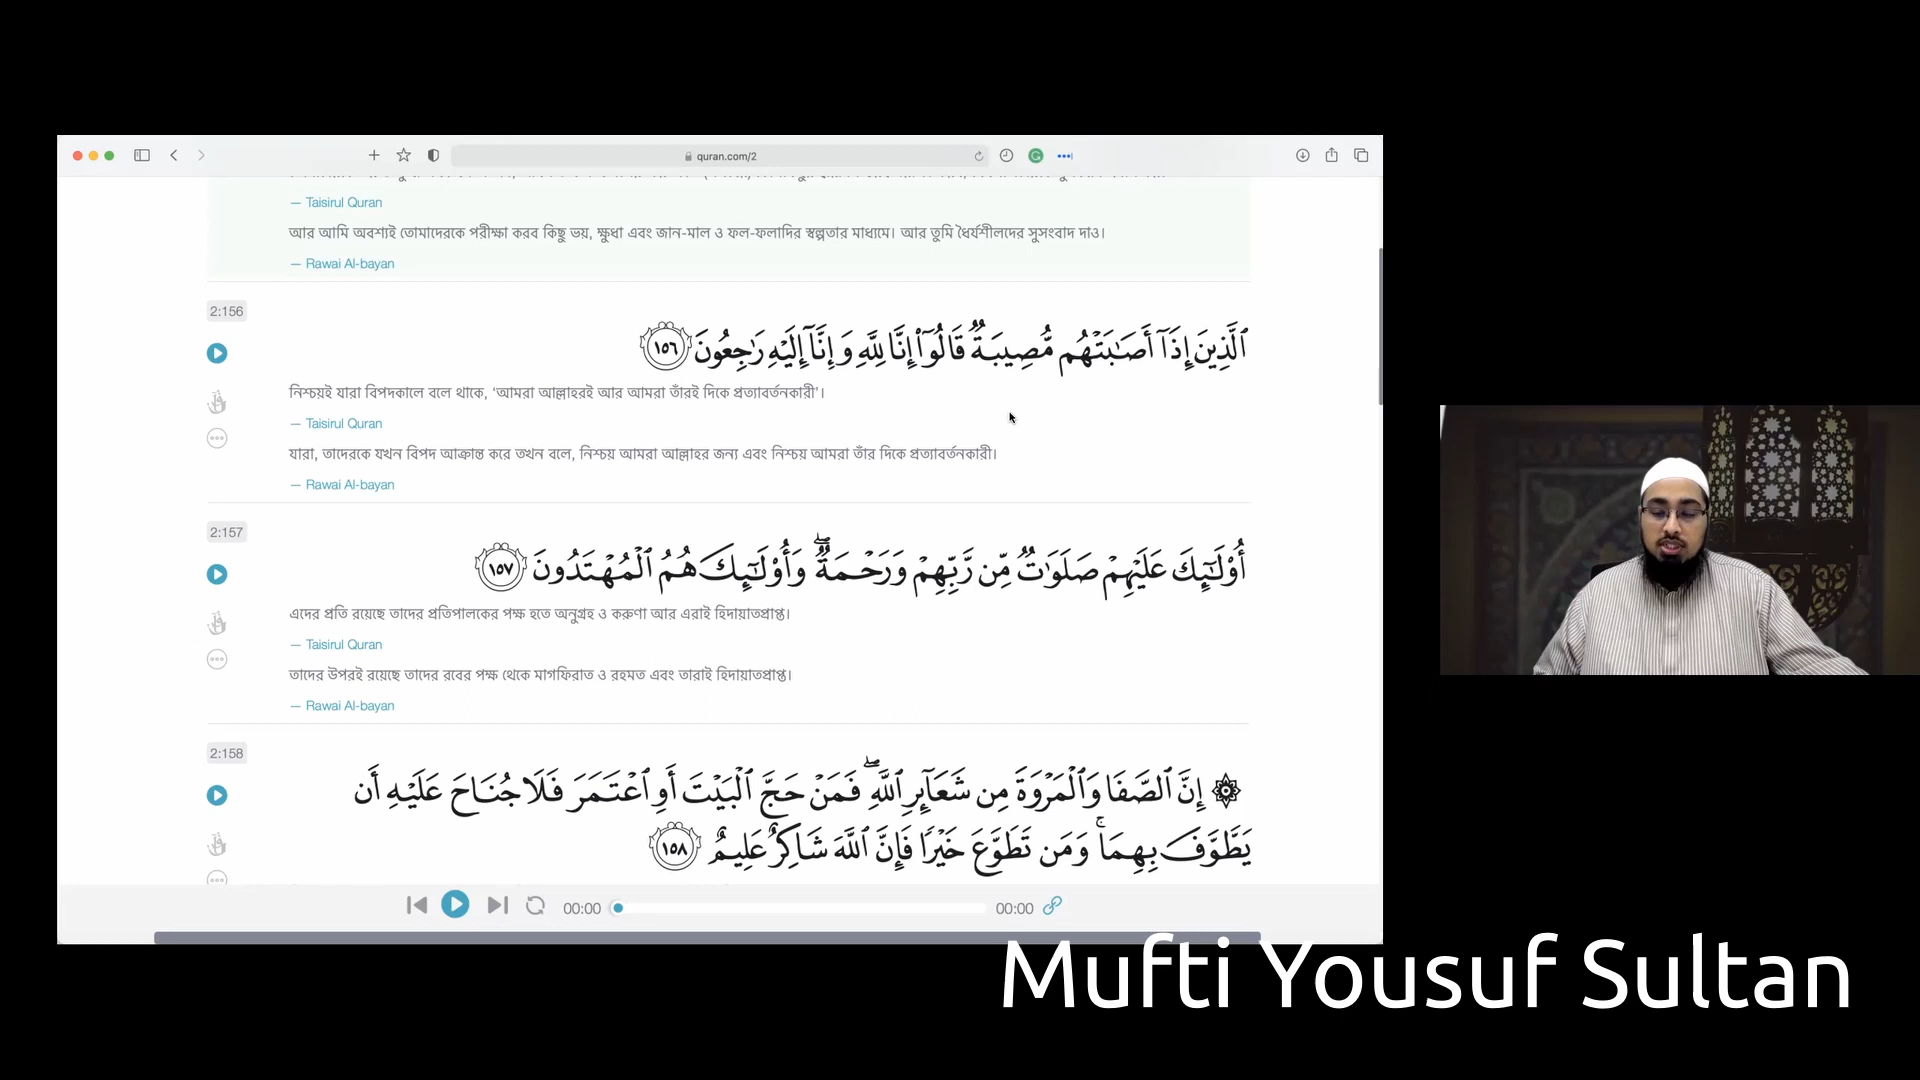 quran.com/2
— Taisirul Quran
আর আমি অবশ্যই তোমাদেরকে পরীক্ষা করব কিছু ভয়, ক্ষুধা এবং জান-মাল ও ফল-ফলাদির স্বল্পতার মাধ্যমে। আর তুমি ধৈর্যশীলদের সুসংবাদ দাও।
— Rawai Al-bayan
2:156
ٱلَّذِينَ إِذَآ أَصَـٰبَتْهُم مُّصِيبَةٌۭ قَالُوٓا۟ إِنَّا لِلَّهِ وَإِنَّآ إِلَيْهِ رَٰجِعُونَ ١٥٦
নিশ্চয়ই যারা বিপদকালে বলে থাকে, ‘আমরা আল্লাহরই আর আমরা তাঁরই দিকে প্রত্যাবর্তনকারী’।
— Taisirul Quran
যারা, তাদেরকে যখন বিপদ আক্রান্ত করে তখন বলে, নিশ্চয় আমরা আল্লাহর জন্য এবং নিশ্চয় আমরা তাঁর দিকে প্রত্যাবর্তনকারী।
— Rawai Al-bayan
2:157
أُو۟لَـٰٓئِكَ عَلَيْهِمْ صَلَوَٰتٌۭ مِّن رَّبِّهِمْ وَرَحْمَةٌۭ ۖ وَأُو۟لَـٰٓئِكَ هُمُ ٱلْمُهْتَدُونَ ١٥٧
এদের প্রতি রয়েছে তাদের প্রতিপালকের পক্ষ হতে অনুগ্রহ ও করুণা আর এরাই হিদায়াতপ্রাপ্ত।
— Taisirul Quran
তাদের উপরই রয়েছে তাদের রবের পক্ষ থেকে মাগফিরাত ও রহমত এবং তারাই হিদায়াতপ্রাপ্ত।
— Rawai Al-bayan
2:158
۞ إِنَّ ٱلصَّفَا وَٱلْمَرْوَةَ مِن شَعَآئِرِ ٱللَّهِ ۖ فَمَنْ حَجَّ ٱلْبَيْتَ أَوِ ٱعْتَمَرَ فَلَا جُنَاحَ عَلَيْهِ أَن
يَطَّوَّفَ بِهِمَا ۚ وَمَن تَطَوَّعَ خَيْرًۭا فَإِنَّ ٱللَّهَ شَاكِرٌ عَلِيمٌ ١٥٨
00:00 00:00
Mufti Yousuf Sultan